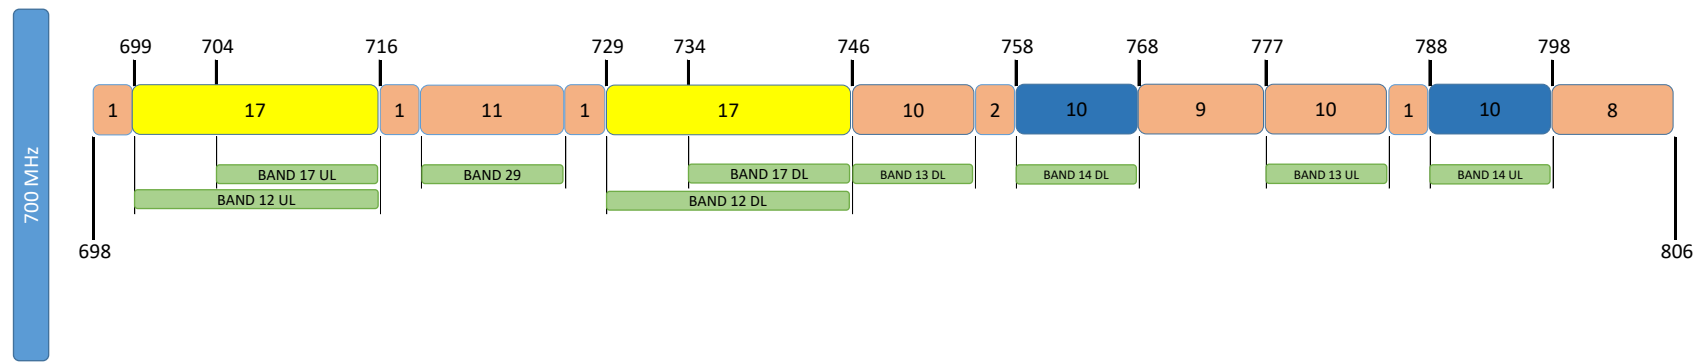 699 704 716 729 734 746 758 768 777 788 798
1 17 1 11 1 17 10 2 10 9 10 1 10 8
BAND 17 UL BAND 29 BAND 17 DL BAND 13 DL BAND 14 DL BAND 13 UL BAND 14 UL
BAND 12 UL BAND 12 DL
700 MHz
698 806